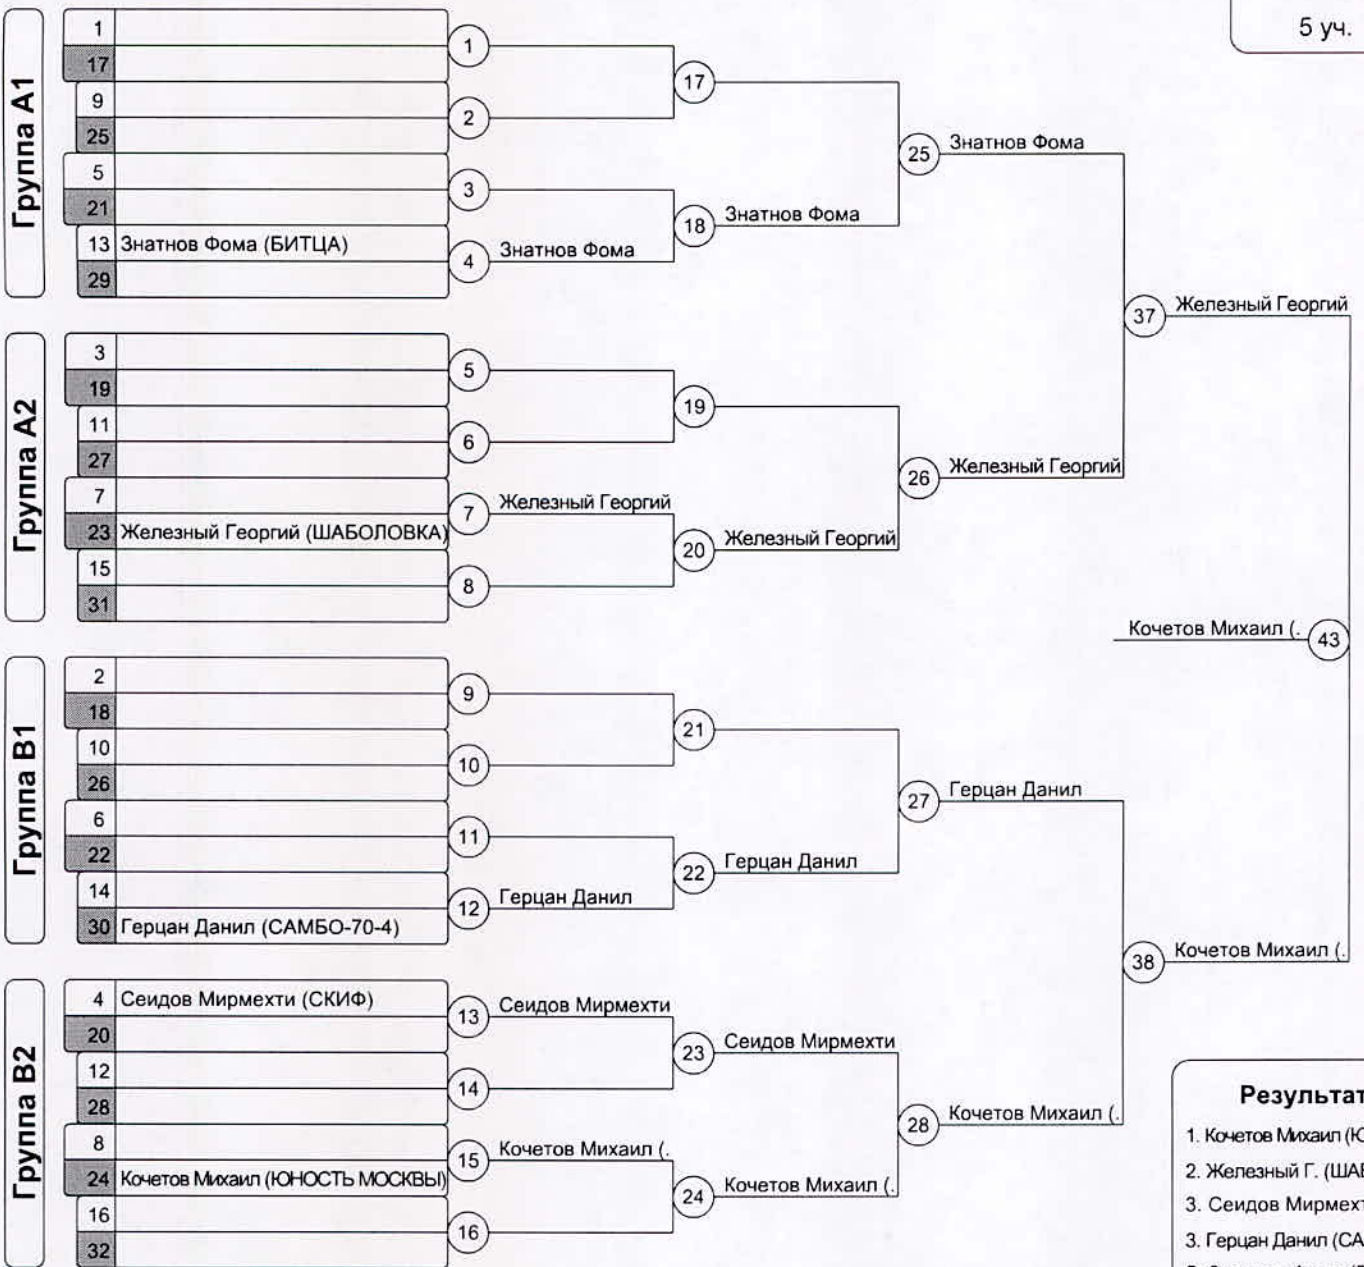 5 уч.
Группа А1
1
17
9
25
5
21
13 Знатнов Фома (БИТЦА)
29
1
2
3
4 Знатнов Фома
17
18 Знатнов Фома
25 Знатнов Фома
Группа А2
3
19
11
27
7
23 Железный Георгий (ШАБОЛОВКА)
15
31
5
6
7 Железный Георгий
8
19
20 Железный Георгий
26 Железный Георгий
37 Железный Георгий
Кочетов Михаил (. 43
Группа В1
2
18
10
26
6
22
14
30 Герцан Данил (САМБО-70-4)
9
10
11
12 Герцан Данил
21
22 Герцан Данил
27 Герцан Данил
Группа В2
4 Сеидов Мирмехти (СКИФ)
20
12
28
8
24 Кочетов Михаил (ЮНОСТЬ МОСКВЫ)
16
32
13 Сеидов Мирмехти
14
15 Кочетов Михаил (.
16
23 Сеидов Мирмехти
24 Кочетов Михаил (.
28 Кочетов Михаил (.
38 Кочетов Михаил (.
Результат
1. Кочетов Михаил (Ю
2. Железный Г. (ШАБ
3. Сеидов Мирмехт
3. Герцан Данил (СА